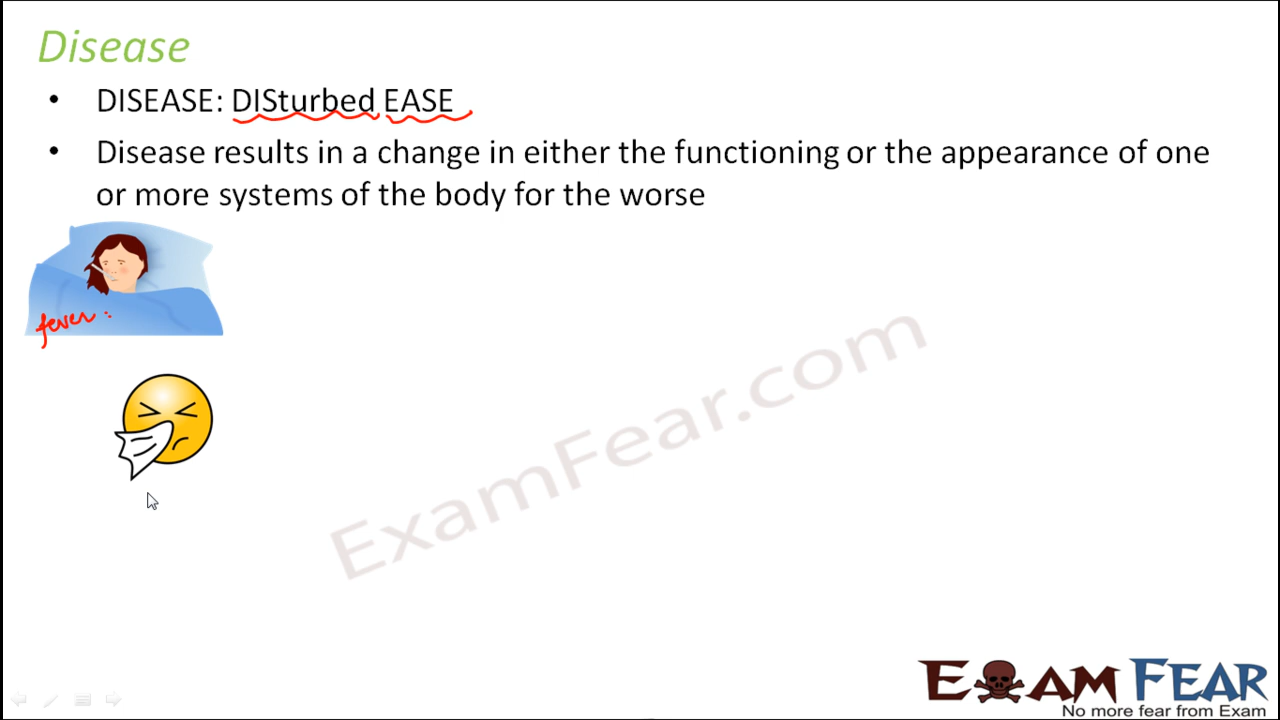 Disease
• DISEASE: DISturbed EASE
• Disease results in a change in either the functioning or the appearance of one
or more systems of the body for the worse
fever :
ExamFear.com
EXAM FEAR
No more fear from Exam